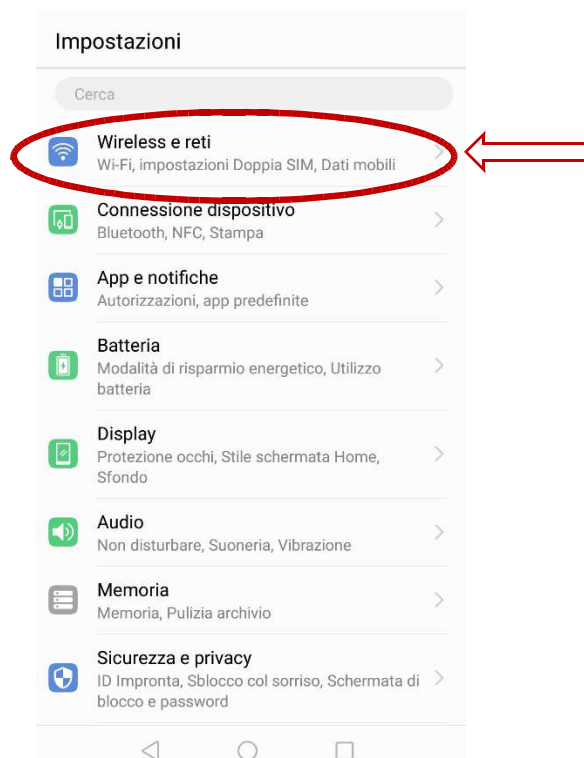 Impostazioni
Cerca
Wireless e reti
Wi-Fi, impostazioni Doppia SIM, Dati mobili
Connessione dispositivo
Bluetooth, NFC, Stampa
App e notifiche
Autorizzazioni, app predefinite
Batteria
Modalità di risparmio energetico, Utilizzo
batteria
Display
Protezione occhi, Stile schermata Home,
Sfondo
Audio
Non disturbare, Suoneria, Vibrazione
Memoria
Memoria, Pulizia archivio
Sicurezza e privacy
ID Impronta, Sblocco col sorriso, Schermata di
blocco e password